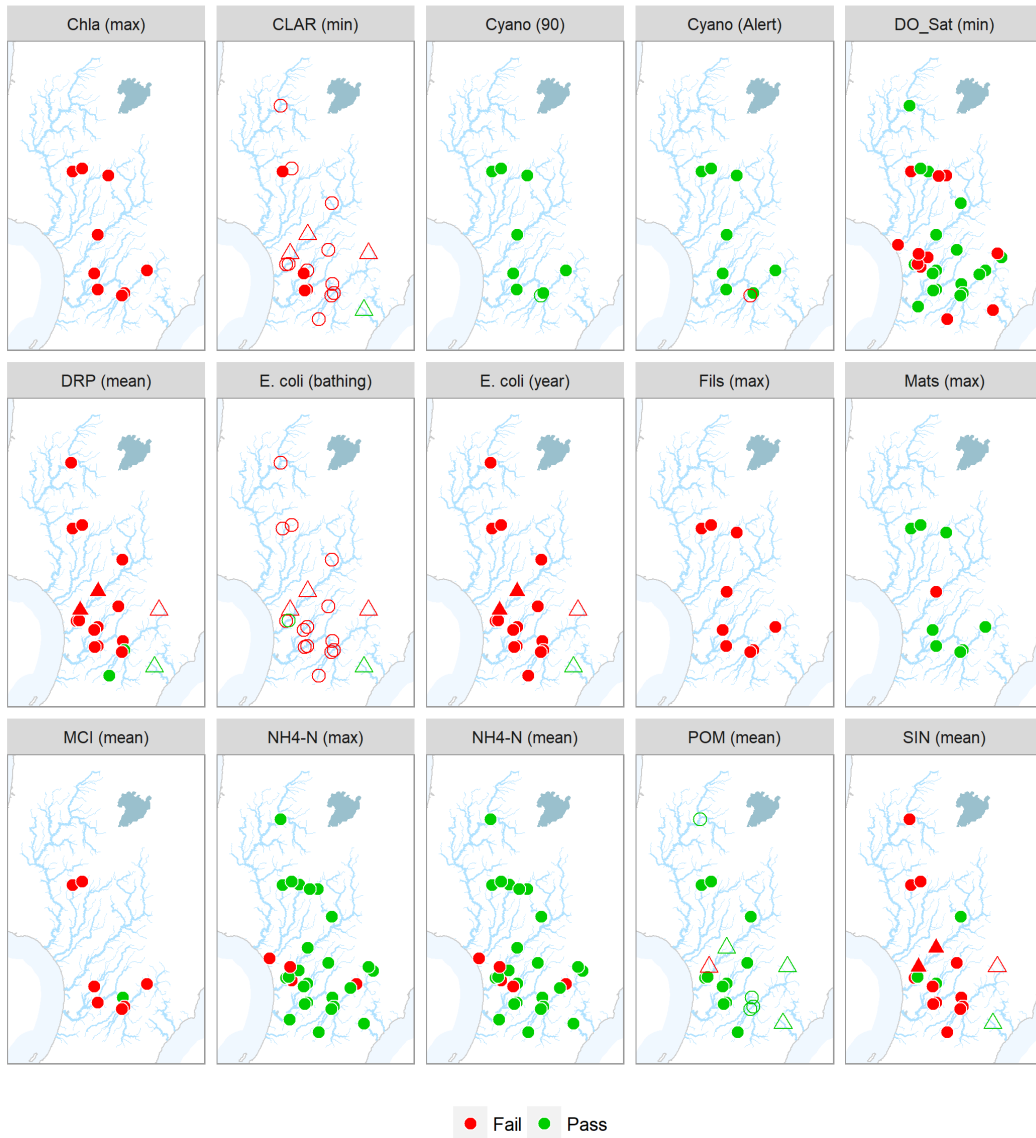 Chla (max)
CLAR (min)
Cyano (90)
Cyano (Alert)
DO_Sat (min)
DRP (mean)
E. coli (bathing)
E. coli (year)
Fils (max)
Mats (max)
MCI (mean)
NH4-N (max)
NH4-N (mean)
POM (mean)
SIN (mean)
Fail
Pass